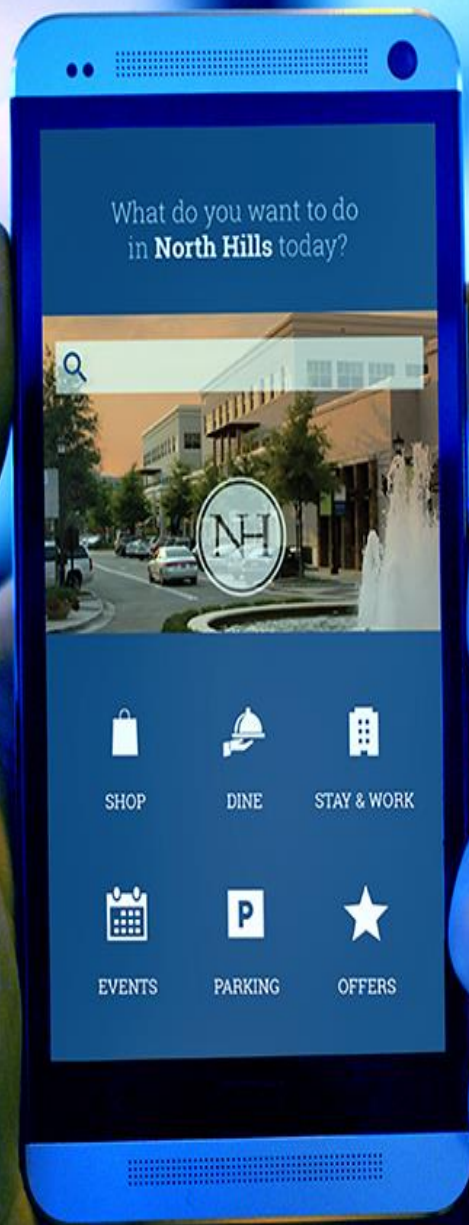 What do you want to do
in North Hills today?
NH
SHOP
DINE
STAY & WORK
EVENTS
P
PARKING
OFFERS